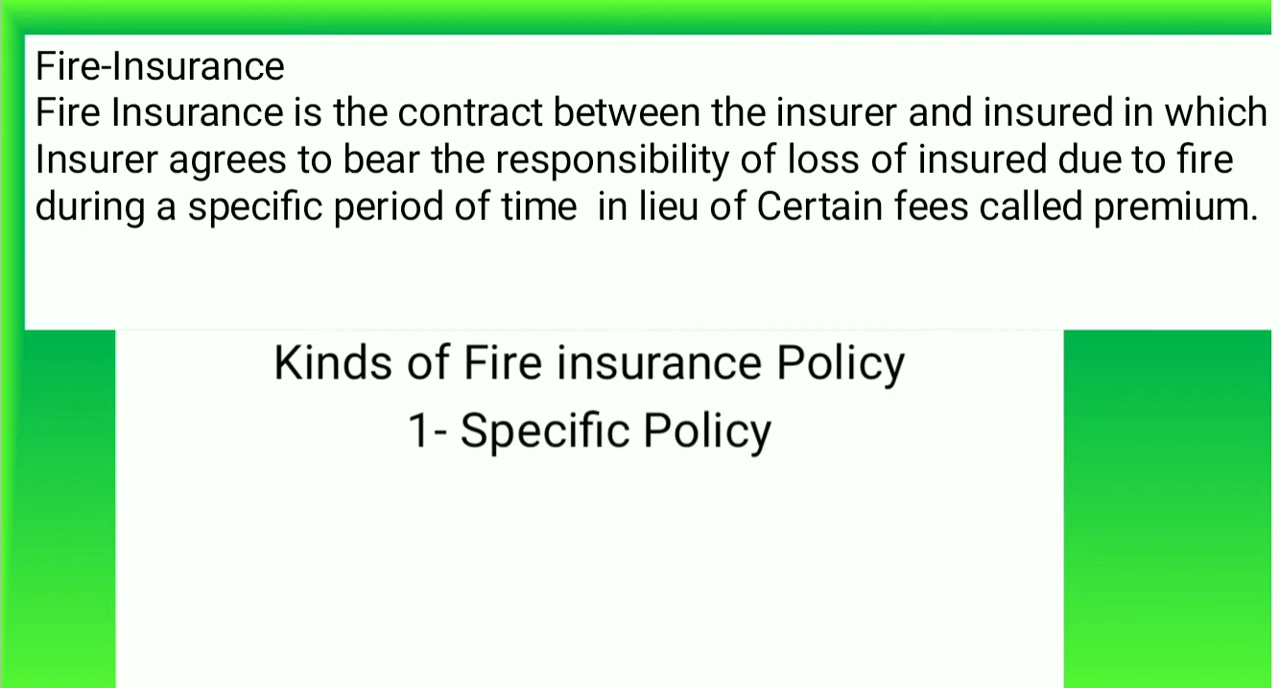 Fire-Insurance
Fire Insurance is the contract between the insurer and insured in which
Insurer agrees to bear the responsibility of loss of insured due to fire
during a specific period of time  in lieu of Certain fees called premium.
Kinds of Fire insurance Policy
1- Specific Policy